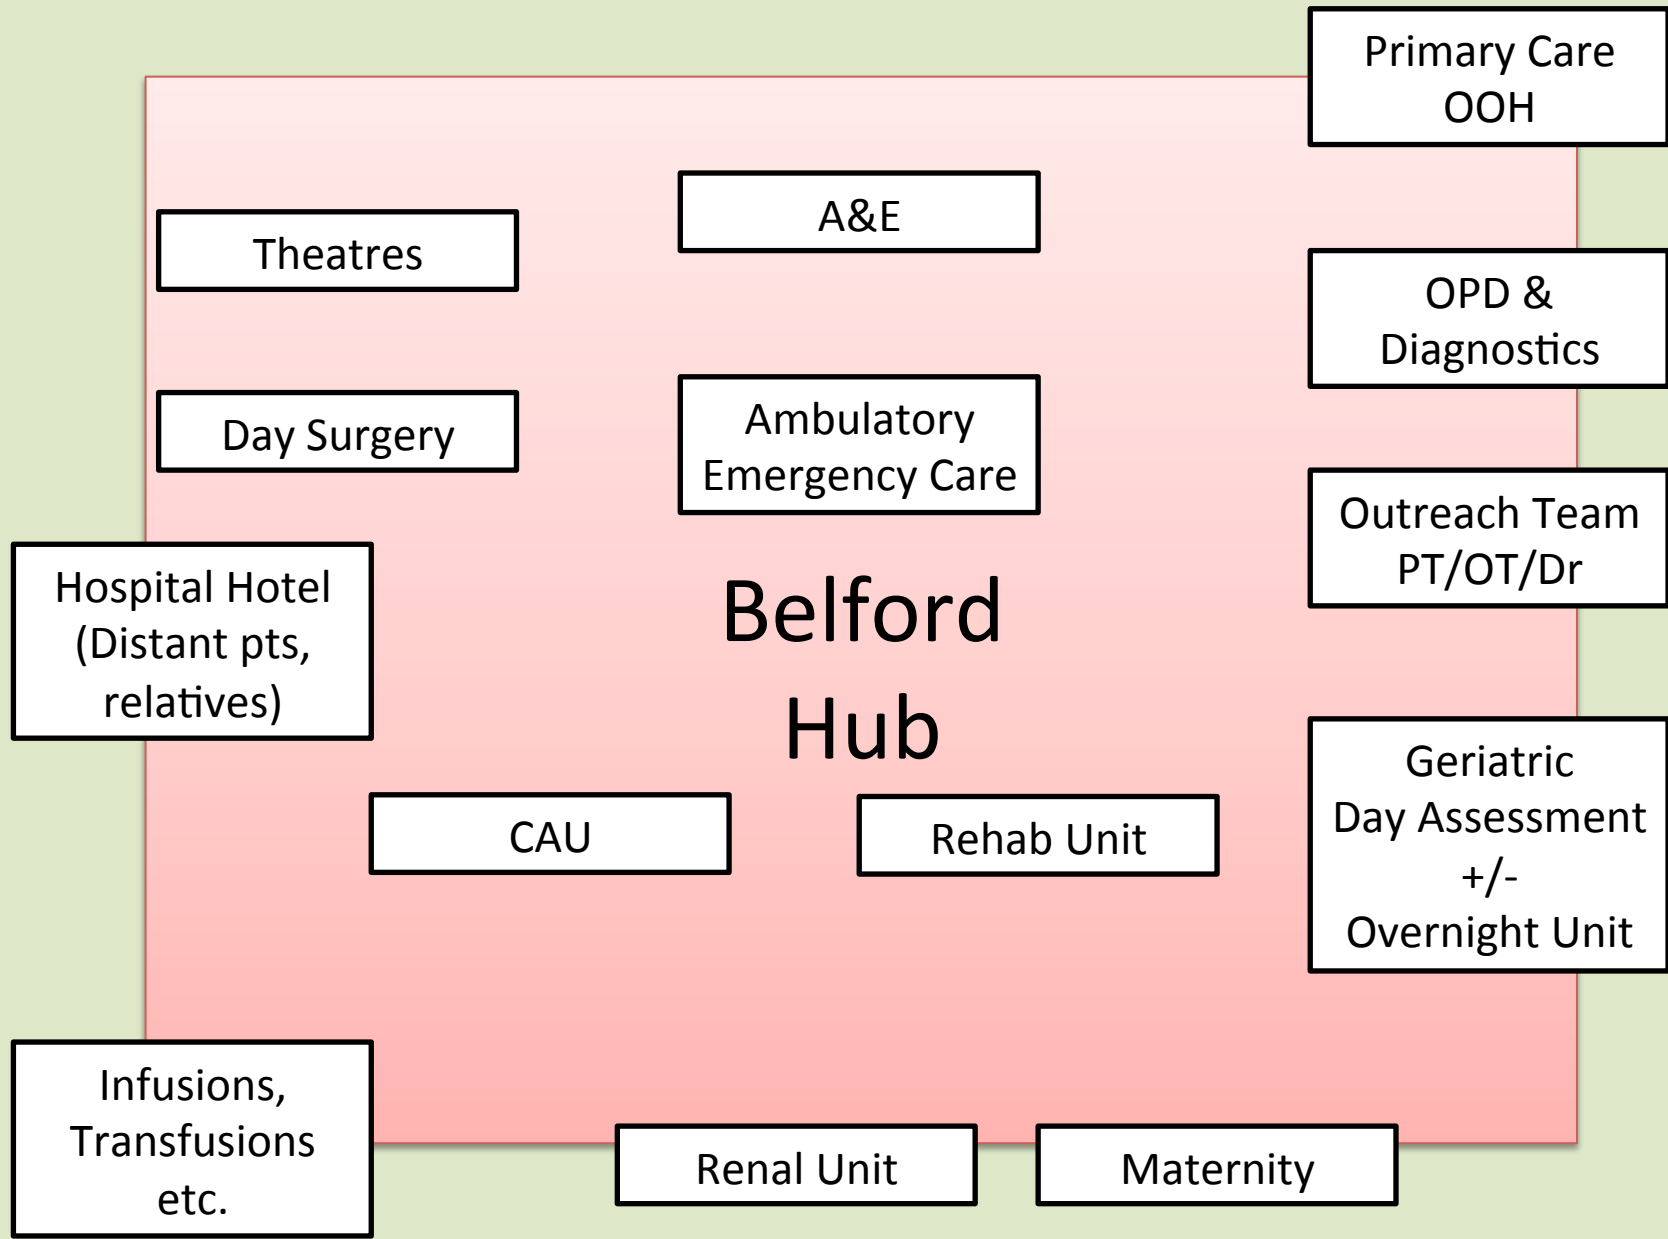 Primary Care
OOH
A&E
Theatres
OPD &
Diagnostics
Day Surgery
Ambulatory
Emergency Care
Outreach Team
PT/OT/Dr
Hospital Hotel
(Distant pts,
relatives)
Belford
Hub
Geriatric
Day Assessment
+/-
Overnight Unit
CAU
Rehab Unit
Infusions,
Transfusions
etc.
Renal Unit
Maternity